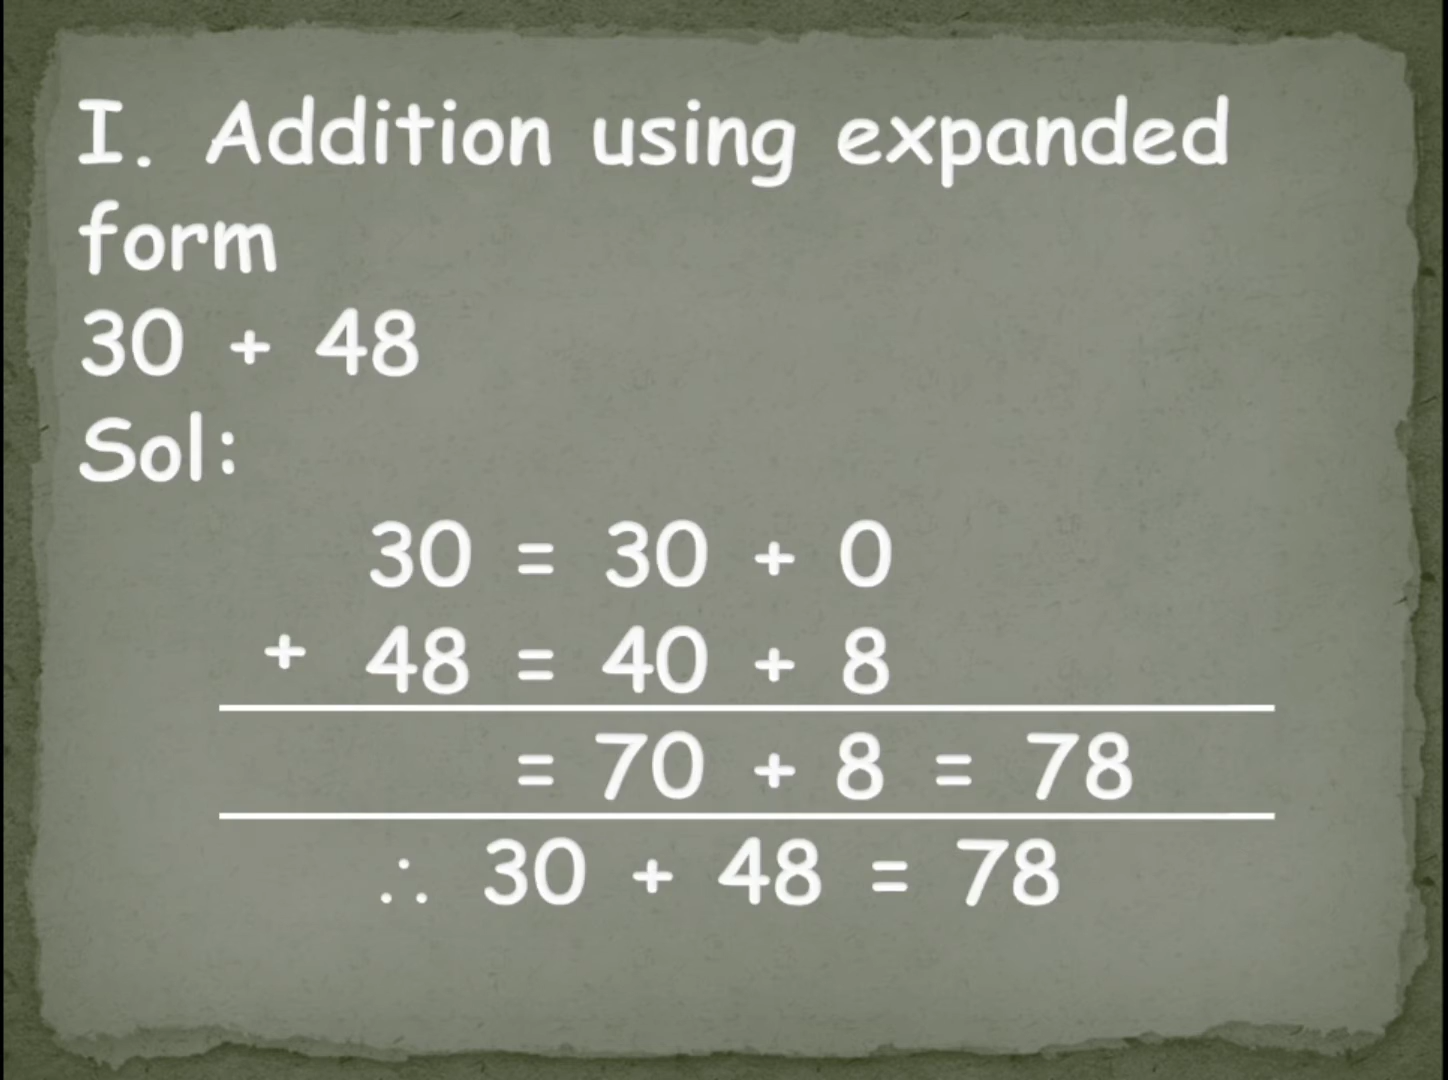 I. Addition using expanded
form
30 + 48
Sol:
30 = 30 + 0
+ 48 = 40 + 8
= 70 + 8 = 78
∴ 30 + 48 = 78